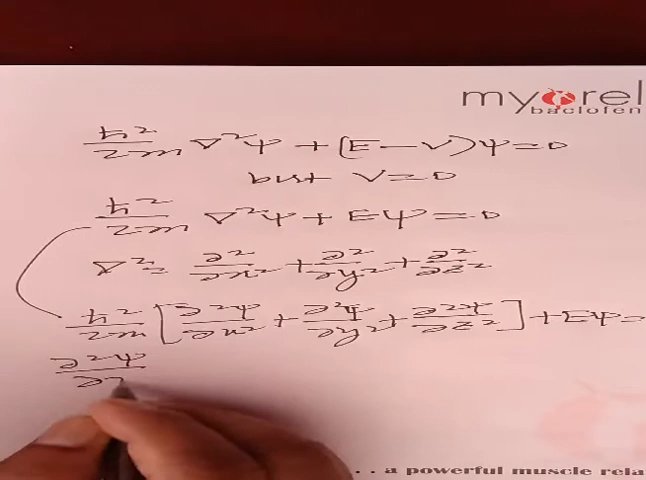 myorel
baclofen
ħ²/2m ∇²ψ + (E − V)ψ = 0
but V = 0
ħ²/2m ∇²ψ + Eψ = 0
∇² = ∂²/∂x² + ∂²/∂y² + ∂²/∂z²
ħ²/2m [∂²ψ/∂x² + ∂²ψ/∂y² + ∂²ψ/∂z²] + Eψ =
∂²ψ
. . a powerful muscle rela